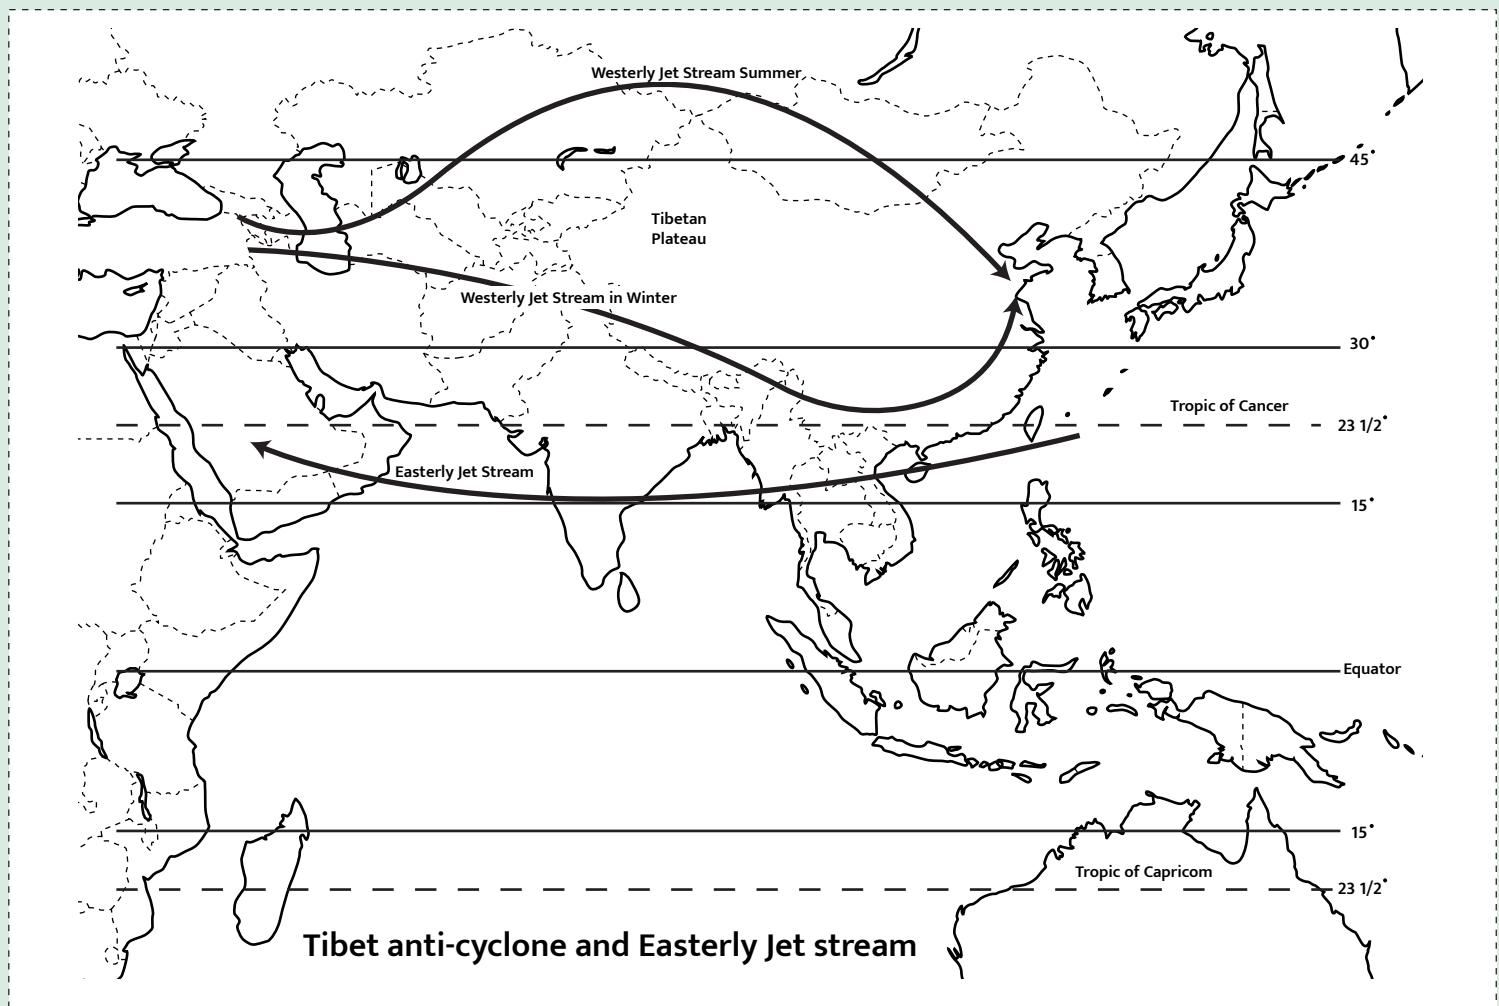 Westerly Jet Stream Summer
45°
Tibetan
Plateau
Westerly Jet Stream in Winter
30°
Tropic of Cancer
23 1/2°
Easterly Jet Stream
15°
Equator
15°
Tropic of Capricom
23 1/2°
Tibet anti-cyclone and Easterly Jet stream